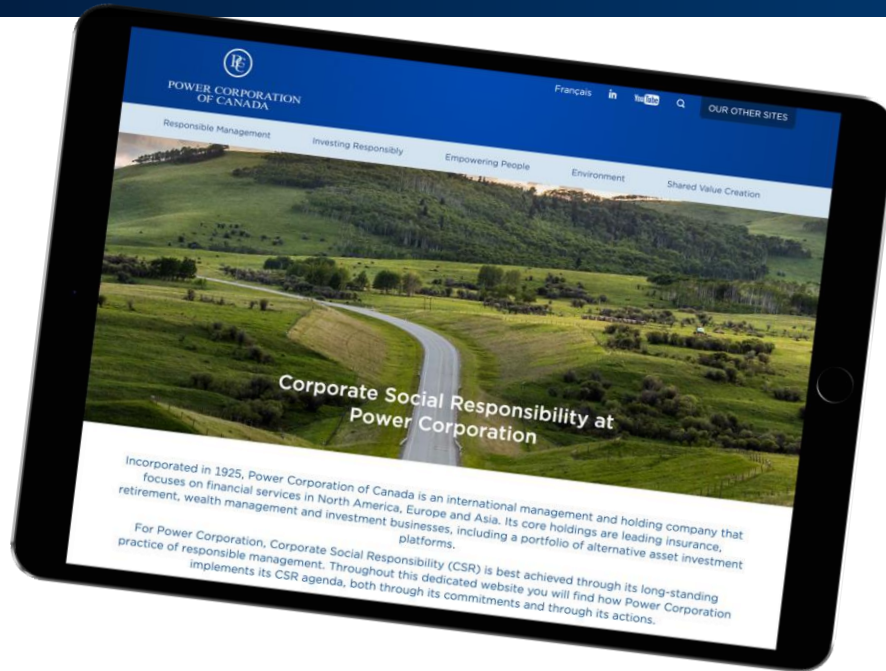 POWER CORPORATION
OF CANADA
Français in YouTube OUR OTHER SITES
Responsible Management Investing Responsibly Empowering People Environment Shared Value Creation
Corporate Social Responsibility at
Power Corporation
Incorporated in 1925, Power Corporation of Canada is an international management and holding company that
focuses on financial services in North America, Europe and Asia. Its core holdings are leading insurance,
retirement, wealth management and investment businesses, including a portfolio of alternative asset investment
platforms.
For Power Corporation, Corporate Social Responsibility (CSR) is best achieved through its long-standing
practice of responsible management. Throughout this dedicated website you will find how Power Corporation
implements its CSR agenda, both through its commitments and through its actions.